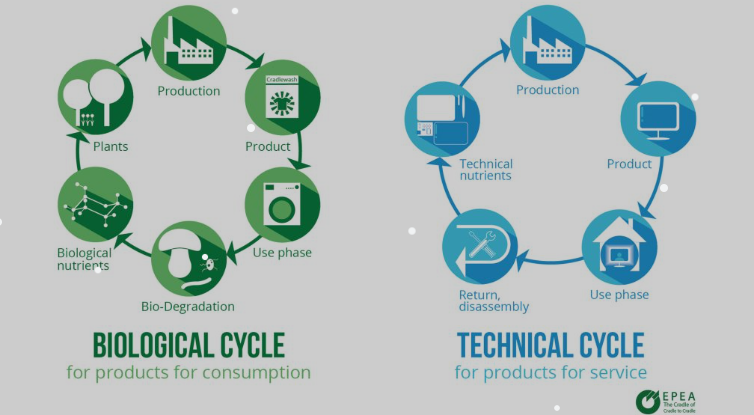 Production
Cradlewash
Product
Use phase
Bio-Degradation
Biological
nutrients
Plants
BIOLOGICAL CYCLE
for products for consumption
Production
Product
Use phase
Return,
disassembly
Technical
nutrients
TECHNICAL CYCLE
for products for service
EPEA
The Cradle of
Cradle to Cradle